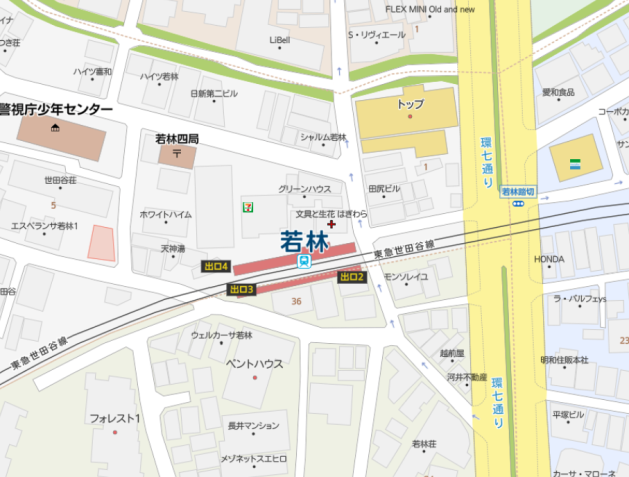 FLEX MINI Old and new
イナ
つき荘
LiBell
S・リヴィエール
1
ハイツ嘉和
ハイツ若林
日新第二ビル
愛和食品
トップ
コーポカ
警視庁少年センター
若林四局
シャルム若林
サン
環七通り
1
世田谷荘
5
グリーンハウス
田尻ビル
若林踏切
ホワイトハイム
文具と生花 はぎわら
エスペランサ若林1
若林
天神湯
東急世田谷線
HONDA
出口4
出口2
モンソレイユ
出口3
田谷
36
ラ・パルフェvs
ウェルカーサ若林
23
東急世田谷線
越前屋
ペントハウス
明和住販本社
河井不動産
環七通り
フォレスト1
平塚ビル
長井マンション
若林荘
メゾネットスエヒロ
カーサ・マローネ